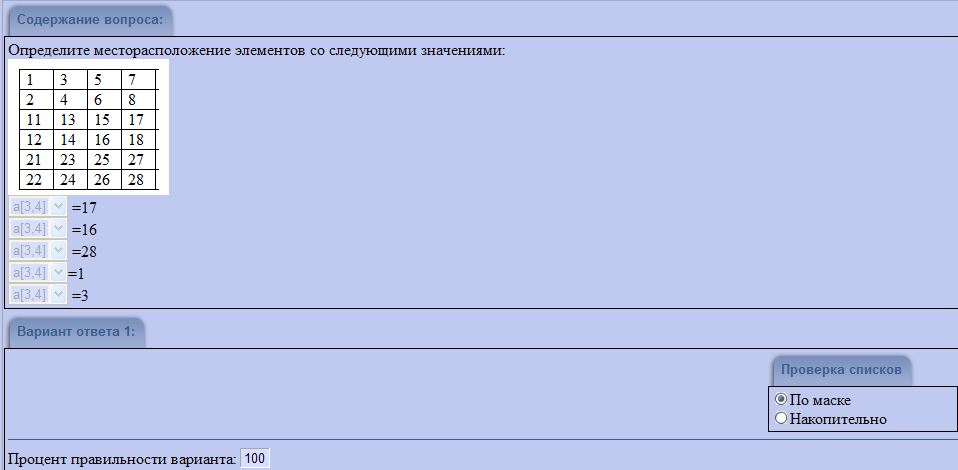 Содержание вопроса:
Определите месторасположение элементов со следующими значениями:
1 3 5 7
2 4 6 8
11 13 15 17
12 14 16 18
21 23 25 27
22 24 26 28
a[3,4] =17
a[3,4] =16
a[3,4] =28
a[3,4] =1
a[3,4] =3
Вариант ответа 1:
Проверка списков
По маске
Накопительно
Процент правильности варианта: 100